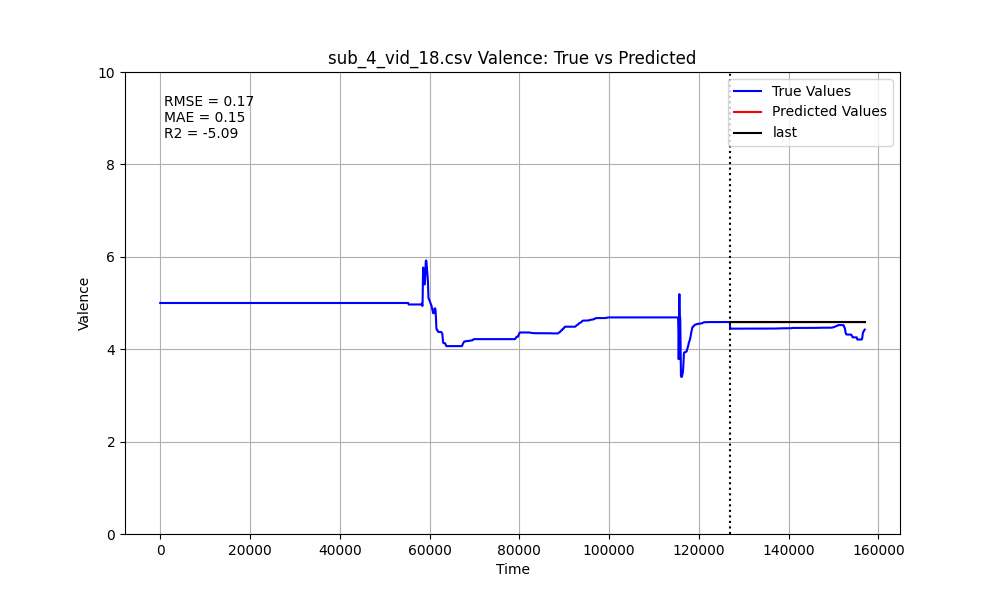 sub_4_vid_18.csv Valence: True vs Predicted
RMSE = 0.17
MAE = 0.15
R2 = -5.09
True Values
Predicted Values
last
10
8
6
4
2
0
Valence
0
20000
40000
60000
80000
100000
120000
140000
160000
Time